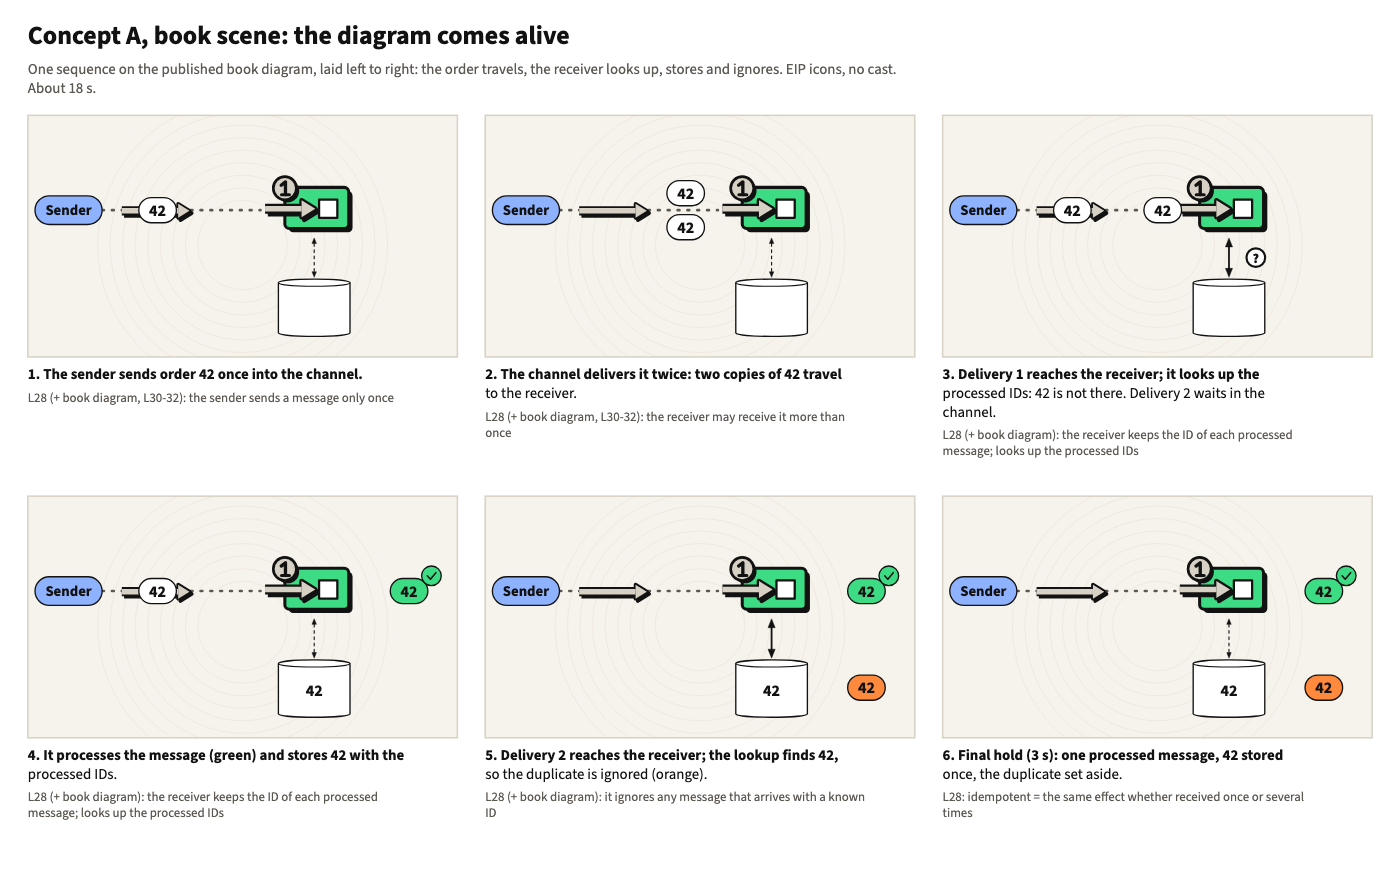 Concept A, book scene: the diagram comes alive
One sequence on the published book diagram, laid left to right: the order travels, the receiver looks up, stores and ignores. EIP icons, no cast.
About 18 s.
Sender
42
1
1. The sender sends order 42 once into the channel.
L28 (+ book diagram, L30-32): the sender sends a message only once
Sender
42
42
1
2. The channel delivers it twice: two copies of 42 travel
to the receiver.
L28 (+ book diagram, L30-32): the receiver may receive it more than
once
Sender
42
42
1
?
3. Delivery 1 reaches the receiver; it looks up the
processed IDs: 42 is not there. Delivery 2 waits in the
channel.
L28 (+ book diagram): the receiver keeps the ID of each processed
message; looks up the processed IDs
Sender
42
1
42
42
4. It processes the message (green) and stores 42 with the
processed IDs.
L28 (+ book diagram): the receiver keeps the ID of each processed
message; looks up the processed IDs
Sender
1
42
42
42
5. Delivery 2 reaches the receiver; the lookup finds 42,
so the duplicate is ignored (orange).
L28 (+ book diagram): it ignores any message that arrives with a known
ID
Sender
1
42
42
42
6. Final hold (3 s): one processed message, 42 stored
once, the duplicate set aside.
L28: idempotent = the same effect whether received once or several
times